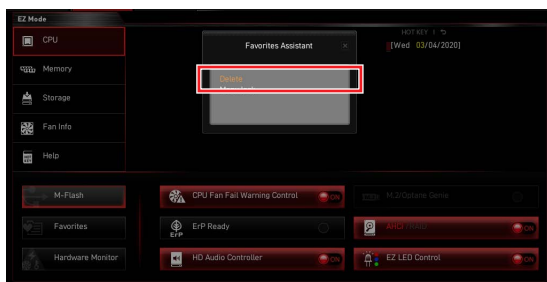 EZ Mode
HOT KEY
[Wed 03/04/2020]
CPU
Memory
Storage
Fan Info
Help
Favorites Assistant
Delete
M-Flash
Favorites
Hardware Monitor
CPU Fan Fail Warning Control
ON
ErP Ready
ErP
HD Audio Controller
ON
M.2/Optane Genie
AHCI /RAID
ON
EZ LED Control
ON